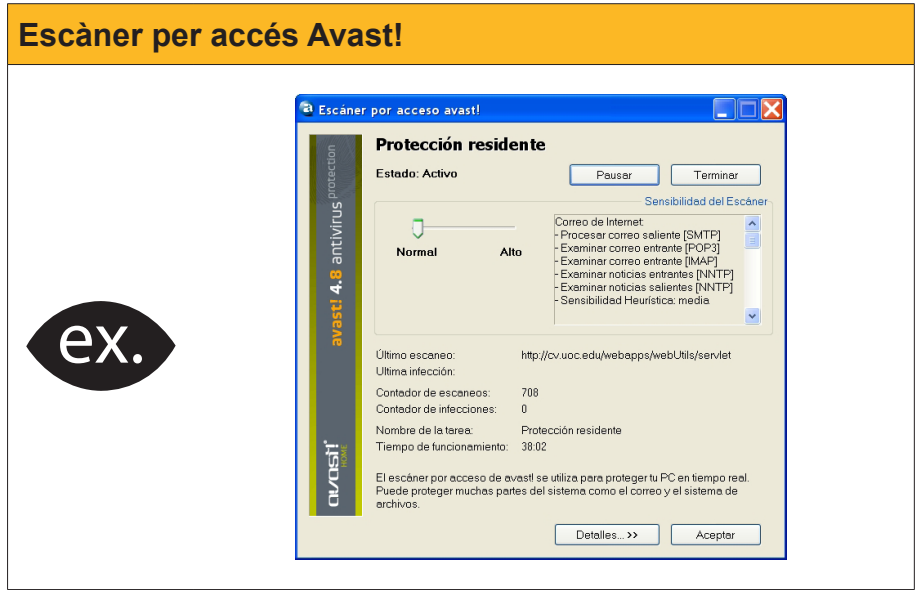 Escàner per accés Avast!
ex.
Escáner por acceso avast!
avast! 4.8 antivirus protection
avast! HOME
Protección residente
Estado: Activo
Pausar
Terminar
Sensibilidad del Escáner
Normal
Alto
Correo de Internet:
- Procesar correo saliente [SMTP]
- Examinar correo entrante [POP3]
- Examinar correo entrante [IMAP]
- Examinar noticias entrantes [NNTP]
- Examinar noticias salientes [NNTP]
- Sensibilidad Heurística: media
Último escaneo: http://cv.uoc.edu/webapps/webUtils/servlet
Ultima infección:
Contador de escaneos: 708
Contador de infecciones: 0
Nombre de la tarea: Protección residente
Tiempo de funcionamiento: 38:02
El escáner por acceso de avast! se utiliza para proteger tu PC en tiempo real.
Puede proteger muchas partes del sistema como el correo y el sistema de
archivos.
Detalles... >>
Aceptar